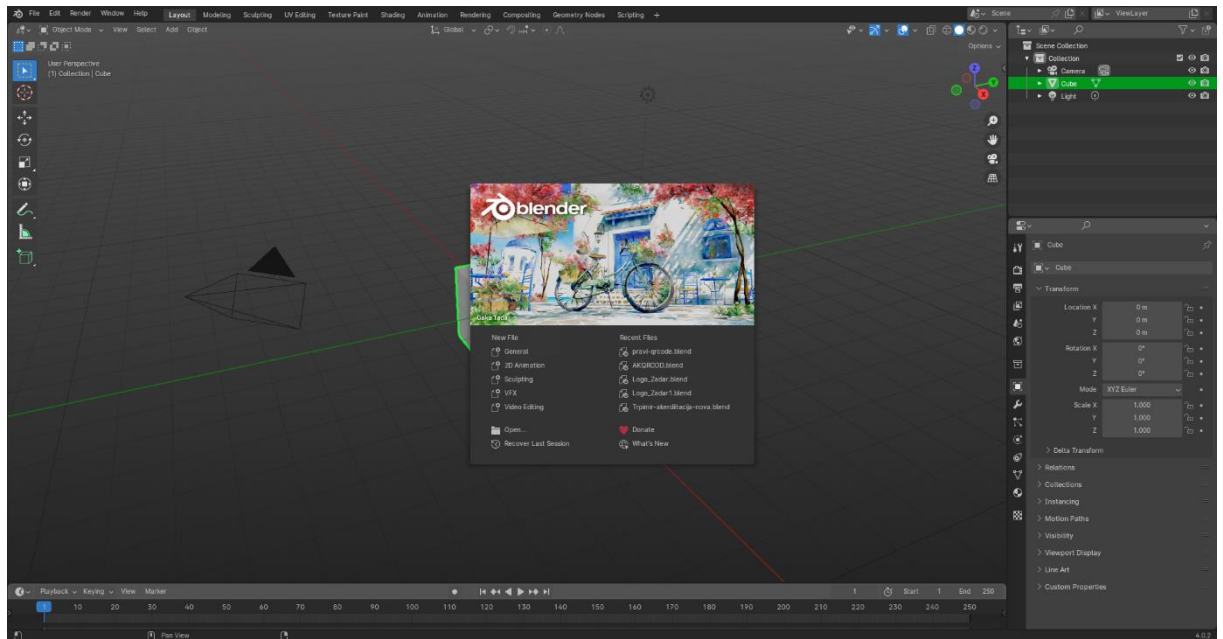 File Edit Render Window Help Layout Modeling Sculpting UV Editing Texture Paint Shading Animation Rendering Compositing Geometry Nodes Scripting + Scene ViewLayer
Object Mode View Select Add Object Global
Options
User Perspective
(1) Collection | Cube
Z
Y
X
blender
New File
General
2D Animation
Sculpting
VFX
Video Editing
Open...
Recover Last Session
Recent Files
pravi-qrcode.blend
AKQRCOD.blend
Logo_Zadar.blend
Logo_Zadar1.blend
Trpimir-akreditacija-nova.blend
Donate
What's New
Scene Collection
Collection
Camera
Cube
Light
Cube
Cube
Transform
Location X 0 m
Y 0 m
Z 0 m
Rotation X 0°
Y 0°
Z 0°
Mode XYZ Euler
Scale X 1.000
Y 1.000
Z 1.000
Delta Transform
Relations
Collections
Instancing
Motion Paths
Visibility
Viewport Display
Line Art
Custom Properties
Playback Keying View Marker 1 Start 1 End 250
1 10 20 30 40 50 60 70 80 90 100 110 120 130 140 150 160 170 180 190 200 210 220 230 240 250
Pan View 4.0.2